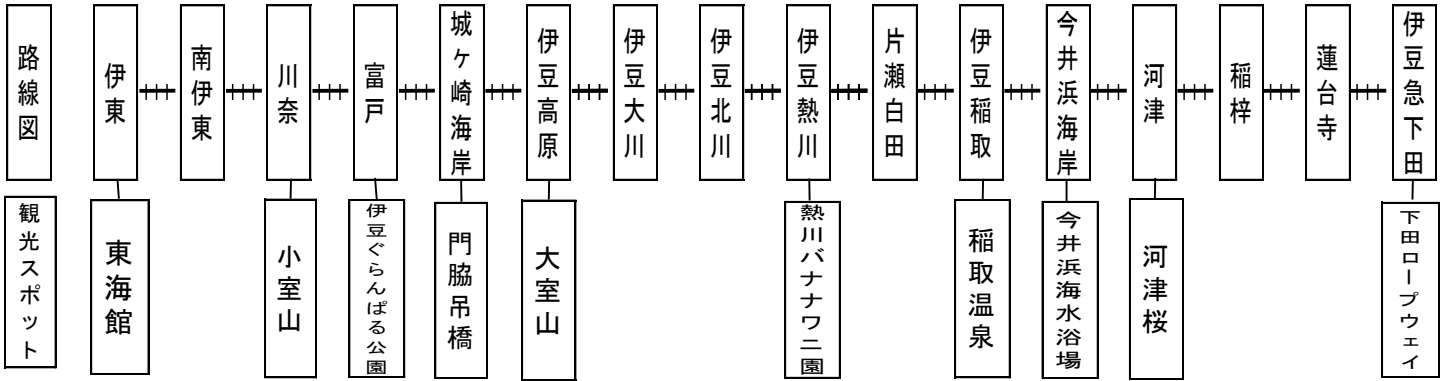 路線図
伊東
南伊東
川奈
富戸
城ヶ崎海岸
伊豆高原
伊豆大川
伊豆北川
伊豆熱川
片瀬白田
伊豆稲取
今井浜海岸
河津
稲梓
蓮台寺
伊豆急下田
観光スポット
東海館
小室山
伊豆ぐらんぱる公園
門脇吊橋
大室山
熱川バナナワニ園
稲取温泉
今井浜海水浴場
河津桜
下田ロープウェイ